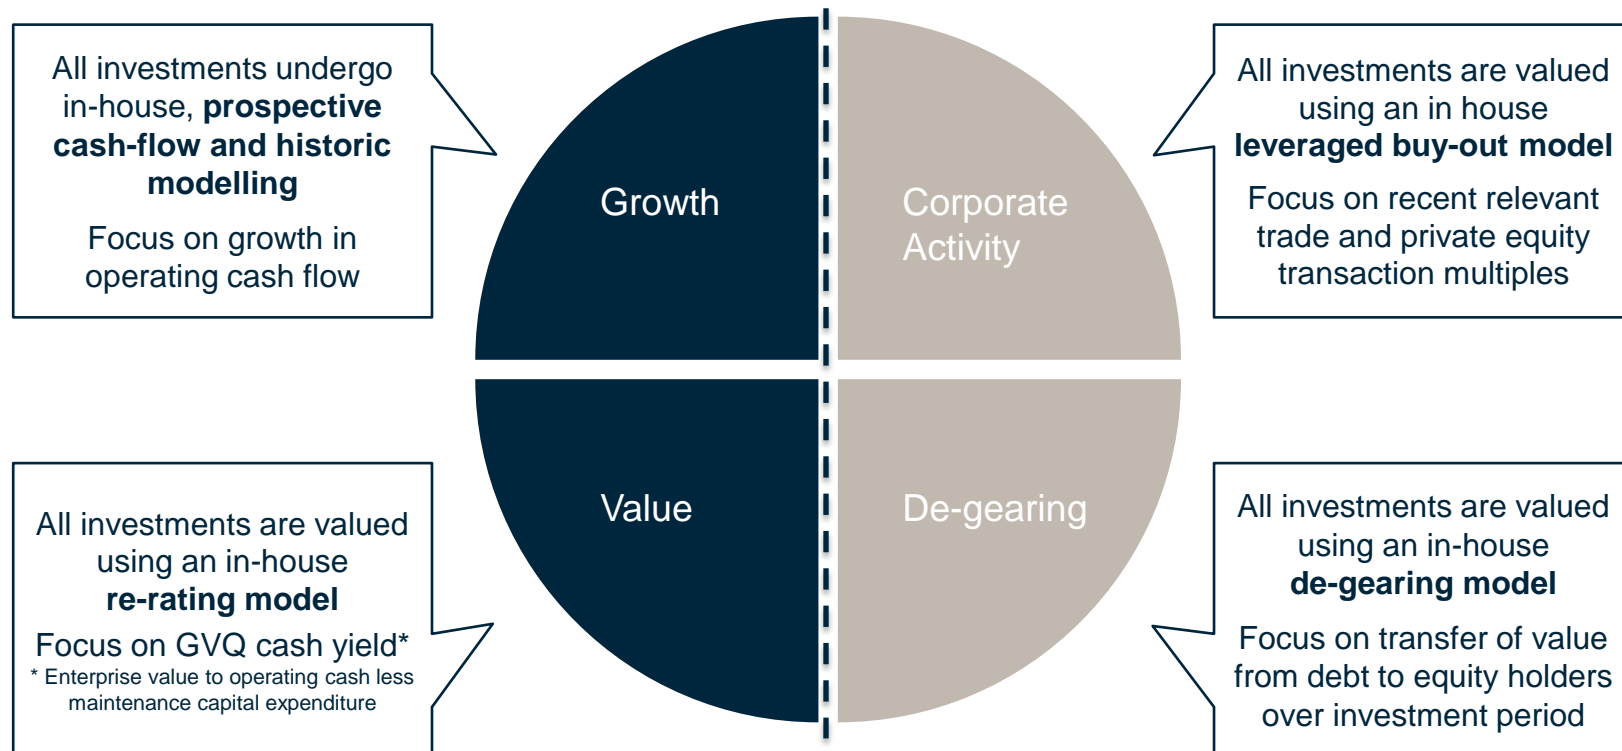 All investments undergo
in-house, prospective
cash-flow and historic
modelling
Focus on growth in
operating cash flow
Growth
Corporate
Activity
All investments are valued
using an in house
leveraged buy-out model
Focus on recent relevant
trade and private equity
transaction multiples
All investments are valued
using an in-house
re-rating model
Focus on GVQ cash yield*
* Enterprise value to operating cash less
maintenance capital expenditure
Value
De-gearing
All investments are valued
using an in-house
de-gearing model
Focus on transfer of value
from debt to equity holders
over investment period